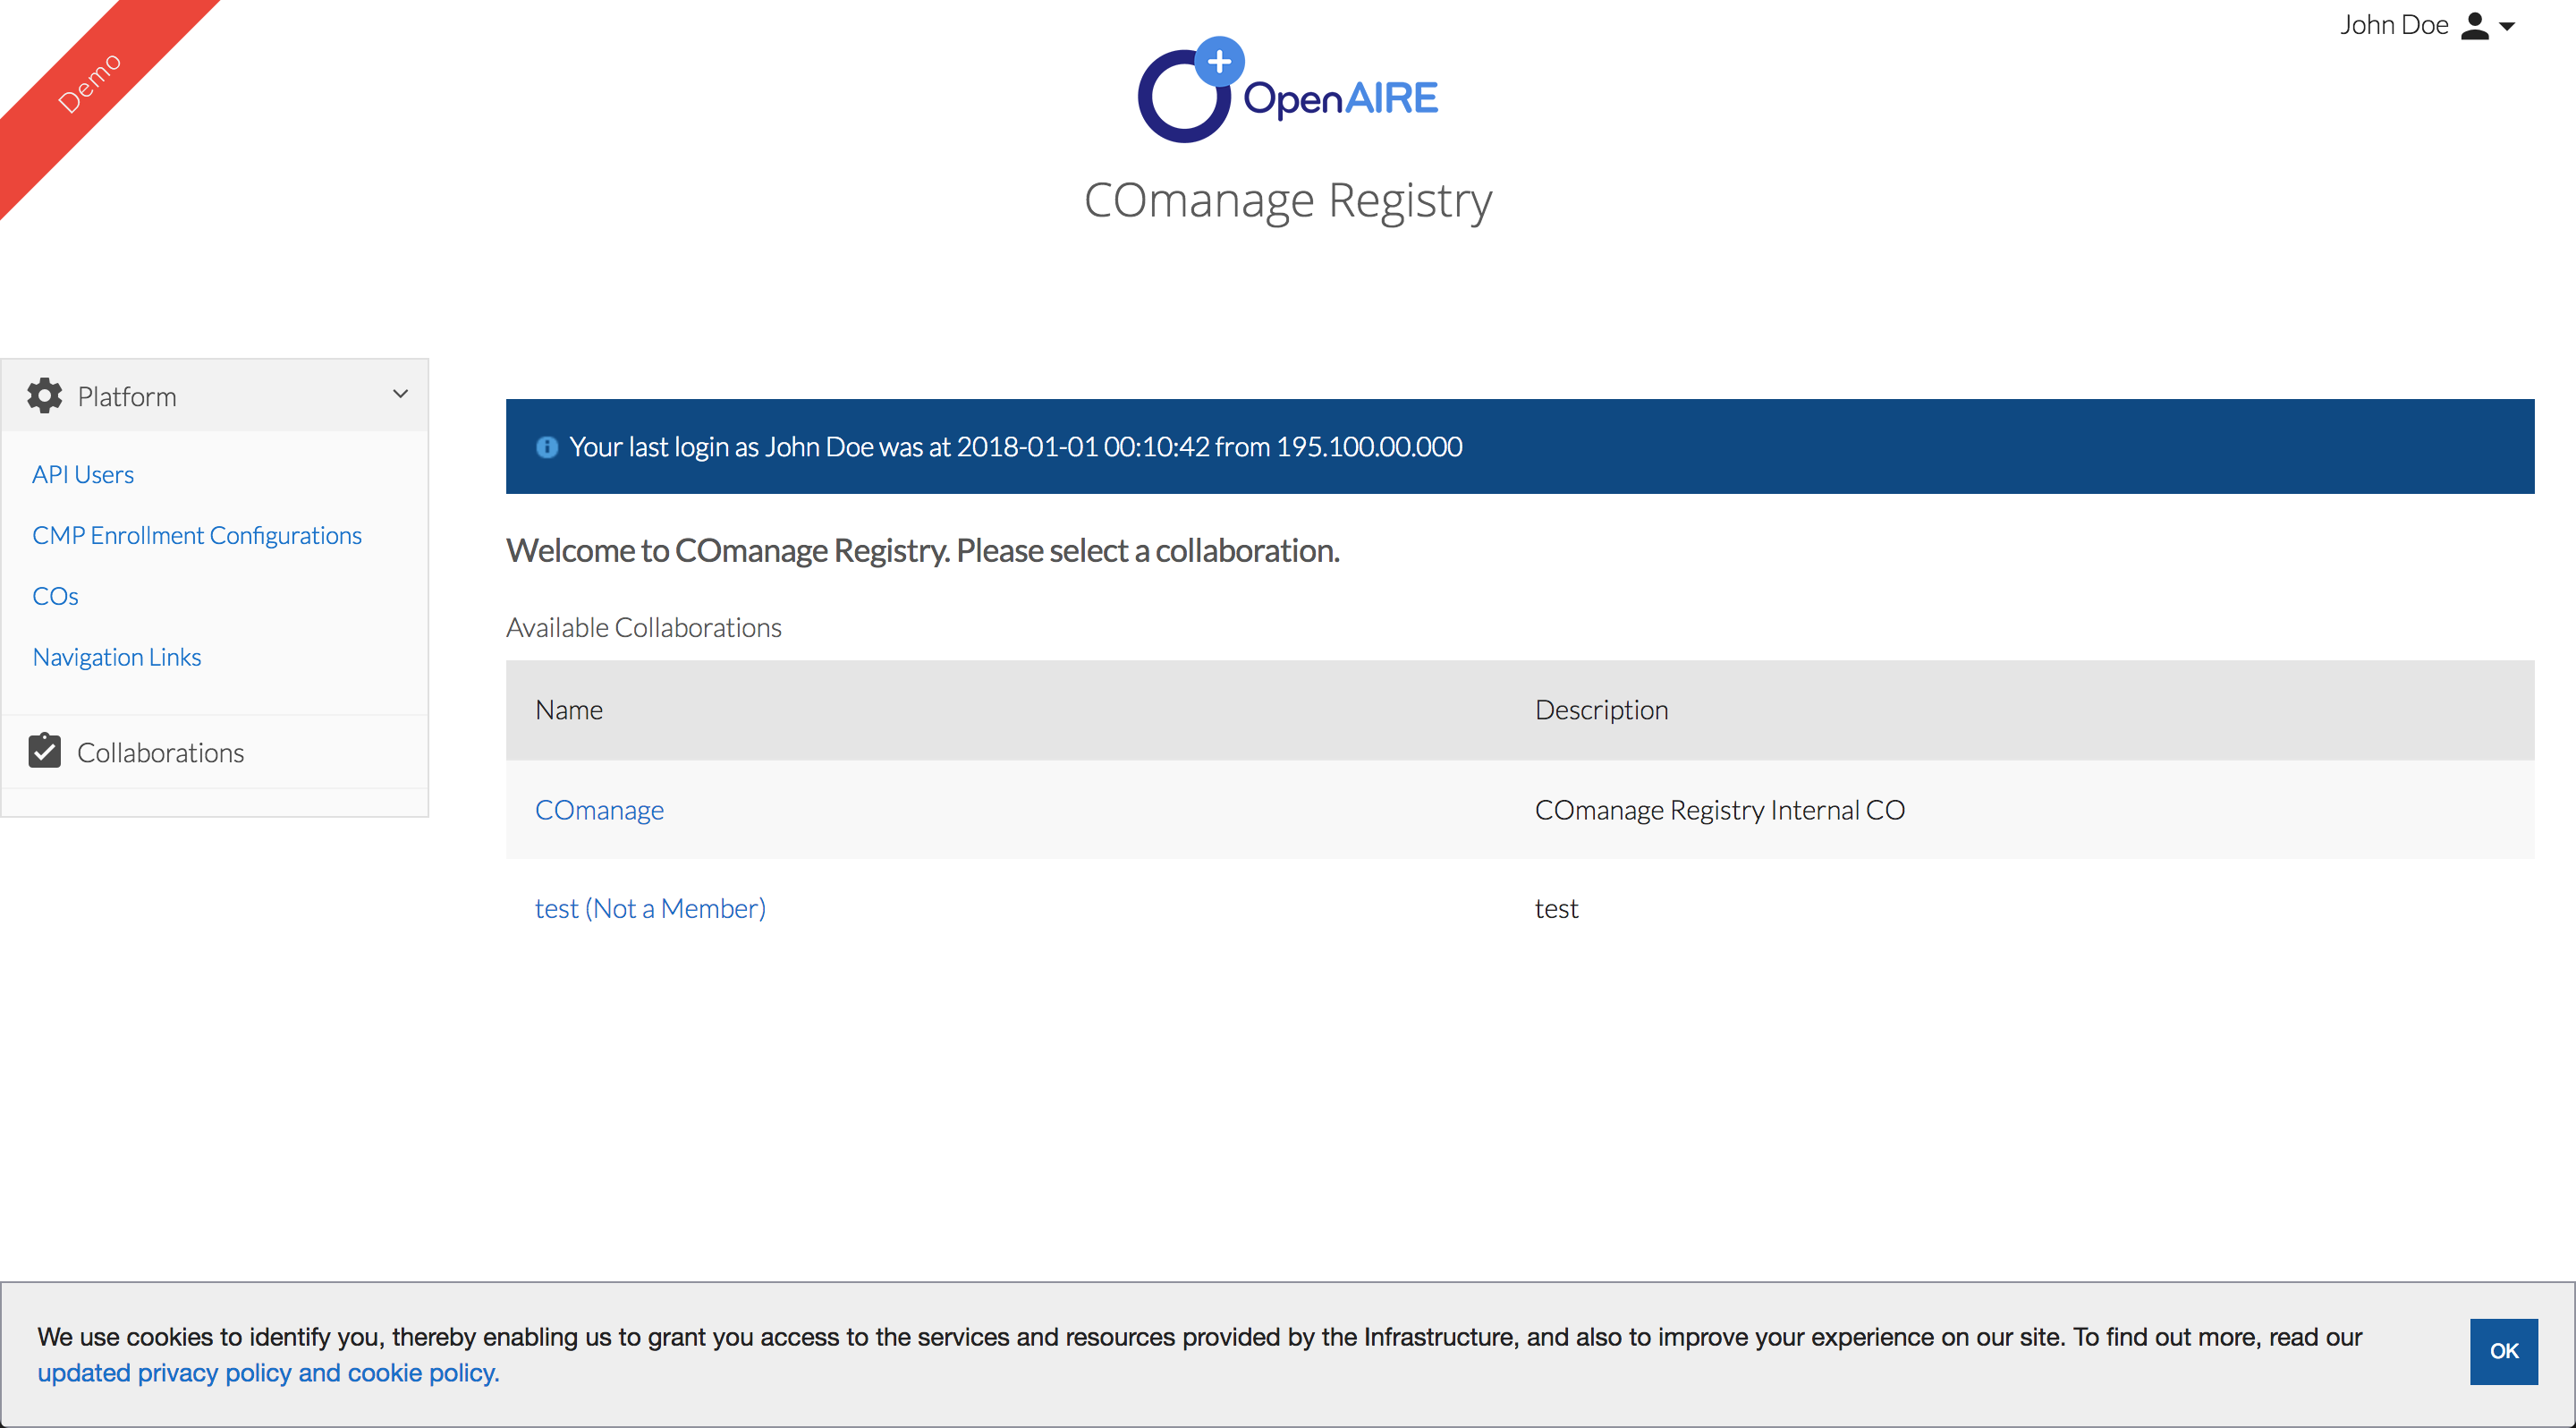 Demo
John Doe
OpenAIRE
COmanage Registry
Platform
API Users
CMP Enrollment Configurations
COs
Navigation Links
Collaborations
Your last login as John Doe was at 2018-01-01 00:10:42 from 195.100.00.000
Welcome to COmanage Registry. Please select a collaboration.
Available Collaborations
Name Description
COmanage COmanage Registry Internal CO
test (Not a Member) test
We use cookies to identify you, thereby enabling us to grant you access to the services and resources provided by the Infrastructure, and also to improve your experience on our site. To find out more, read our
updated privacy policy and cookie policy.
OK